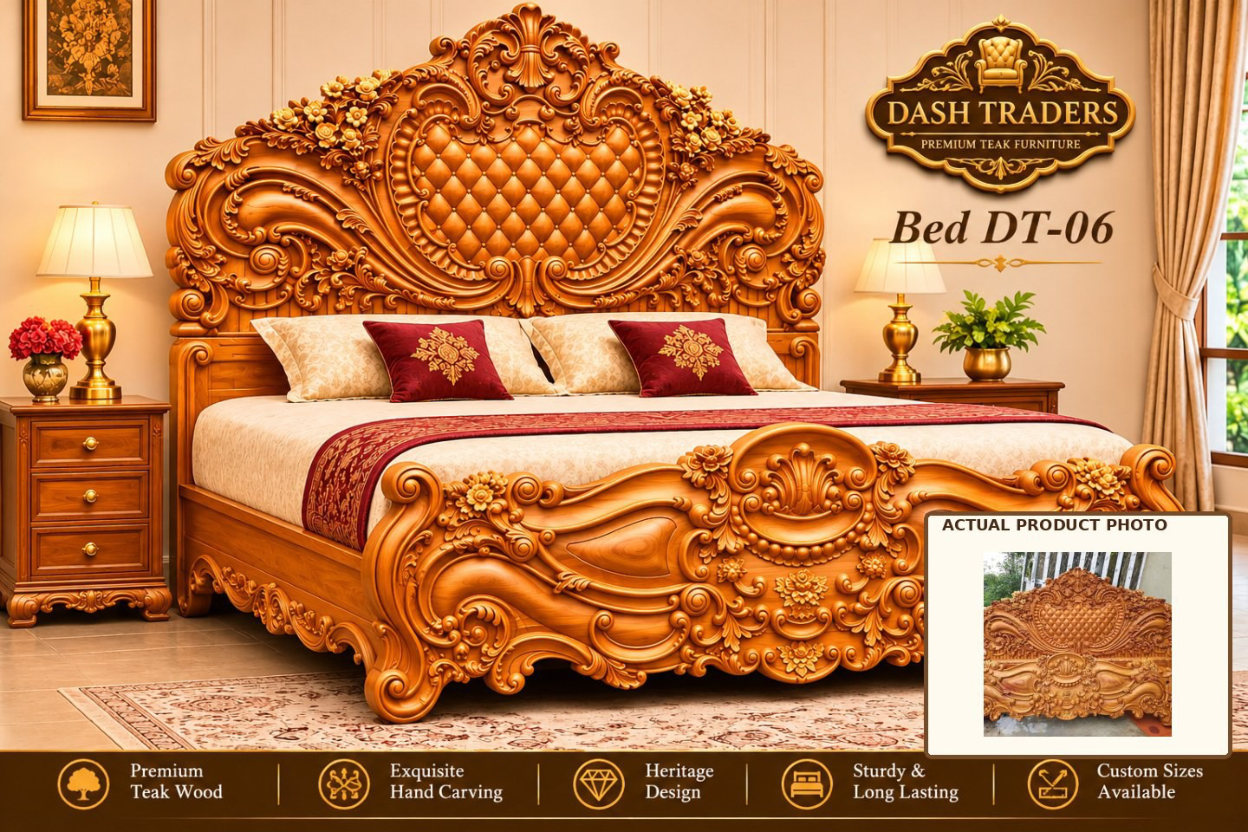 DASH TRADERS
PREMIUM TEAK FURNITURE
Bed DT-06
ACTUAL PRODUCT PHOTO
Premium
Teak Wood
Exquisite
Hand Carving
Heritage
Design
Sturdy &
Long Lasting
Custom Sizes
Available